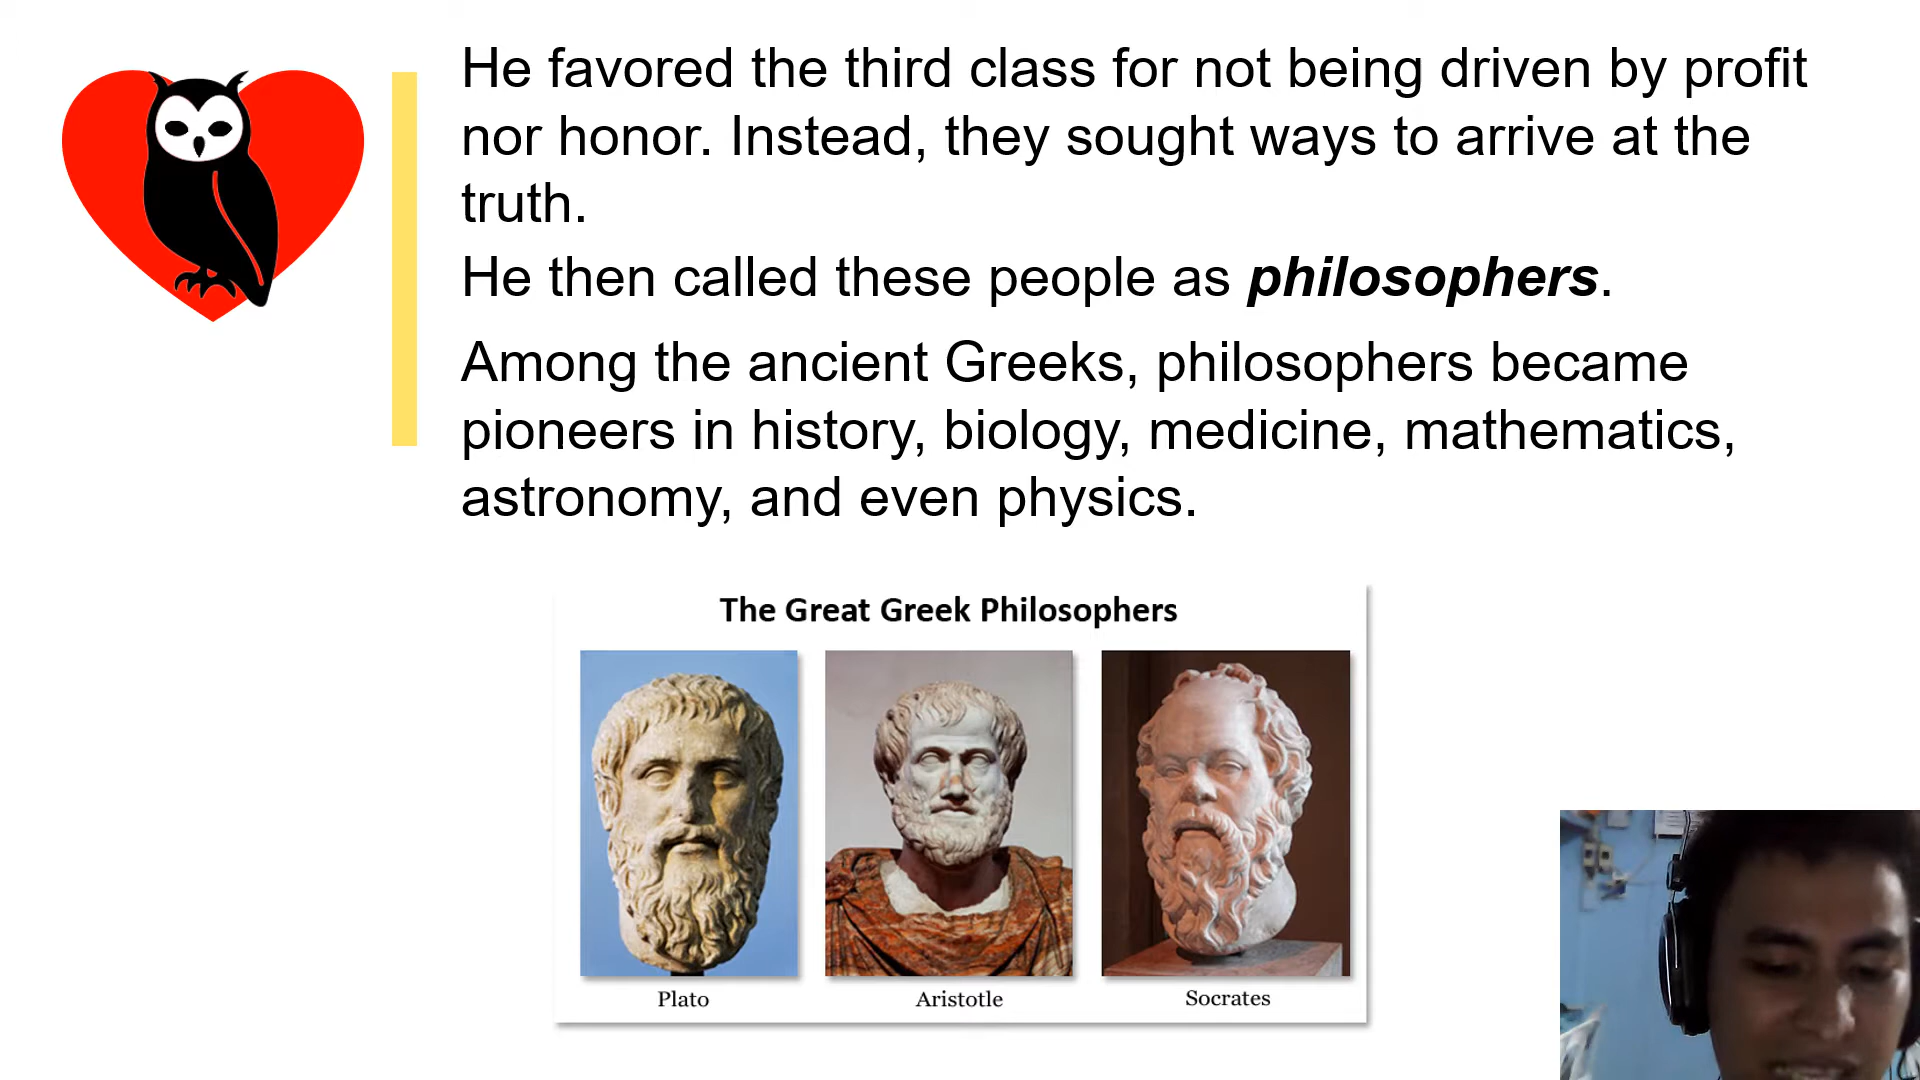 He favored the third class for not being driven by profit
nor honor. Instead, they sought ways to arrive at the
truth.
He then called these people as philosophers.
Among the ancient Greeks, philosophers became
pioneers in history, biology, medicine, mathematics,
astronomy, and even physics.
The Great Greek Philosophers
Plato
Aristotle
Socrates